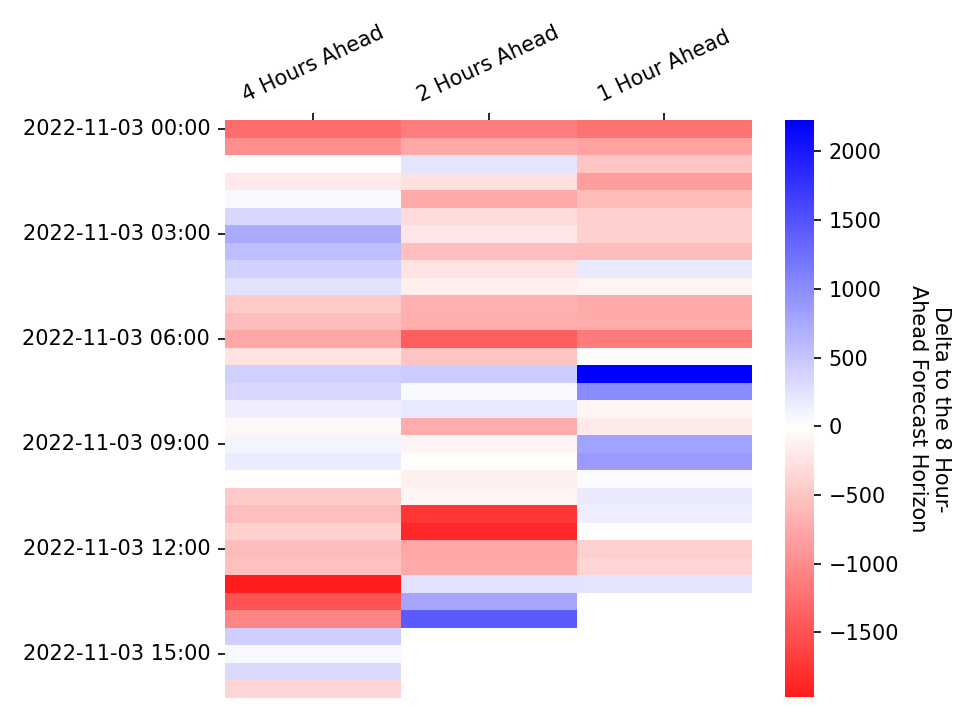 4 Hours Ahead
2 Hours Ahead
1 Hour Ahead
2022-11-03 00:00
2022-11-03 03:00
2022-11-03 06:00
2022-11-03 09:00
2022-11-03 12:00
2022-11-03 15:00
2000
1500
1000
500
0
−500
−1000
−1500
Delta to the 8 Hour-
Ahead Forecast Horizon